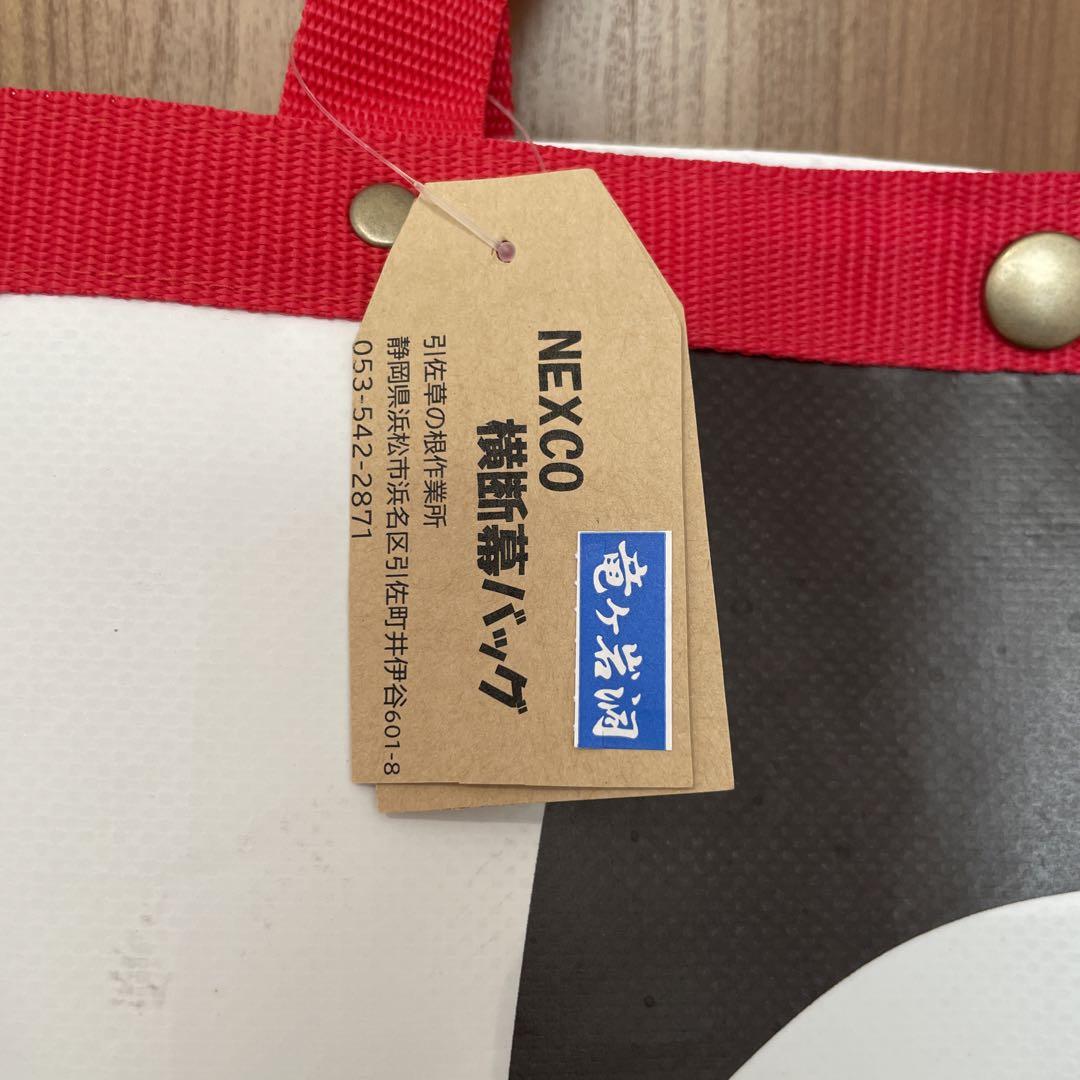 竜ヶ岩洞
NEXCO
横断幕バッグ
引佐草の根作業所
静岡県浜松市浜名区引佐町井伊谷601-8
053-542-2871